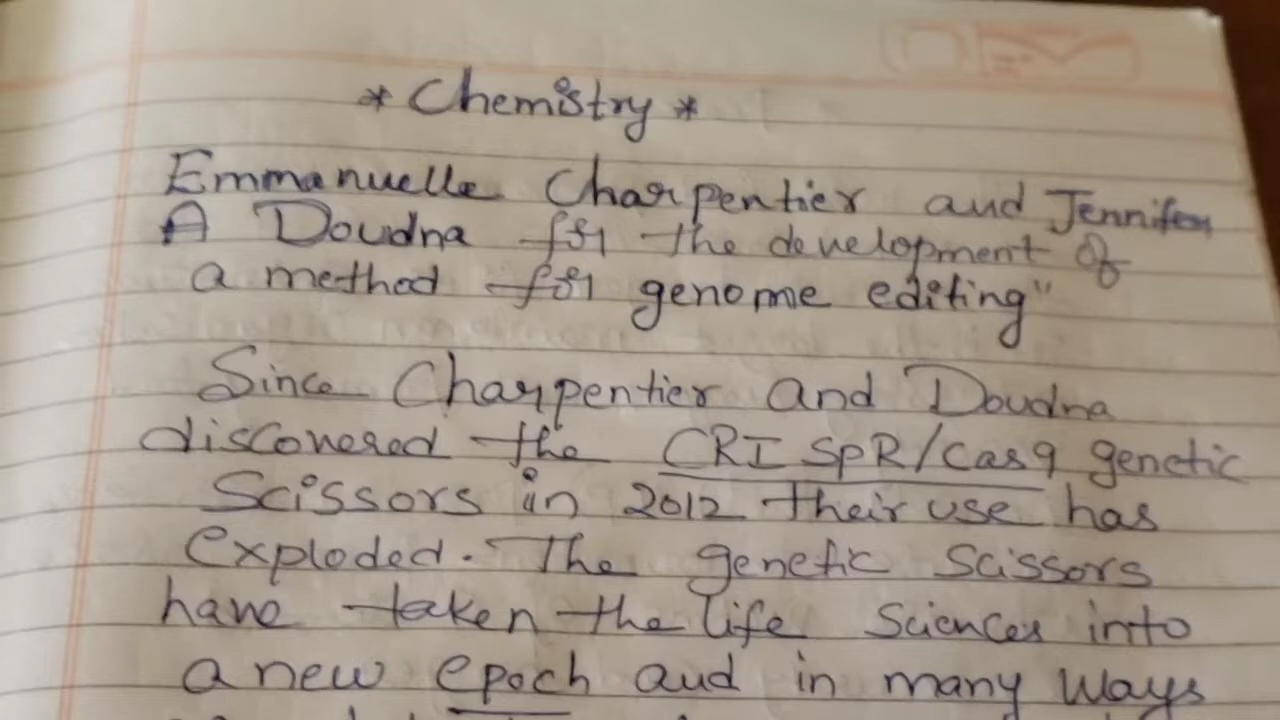 * Chemistry *
Emmanuelle Charpentier and Jennifer
A Doudna for the development of
a method for genome editing"
Since Charpentier and Doudna
discovered the CRISPR/Cas9 genetic
Scissors in 2012 their use has
exploded. The genetic Scissors
have taken the life Sciences into
a new epoch and in many ways